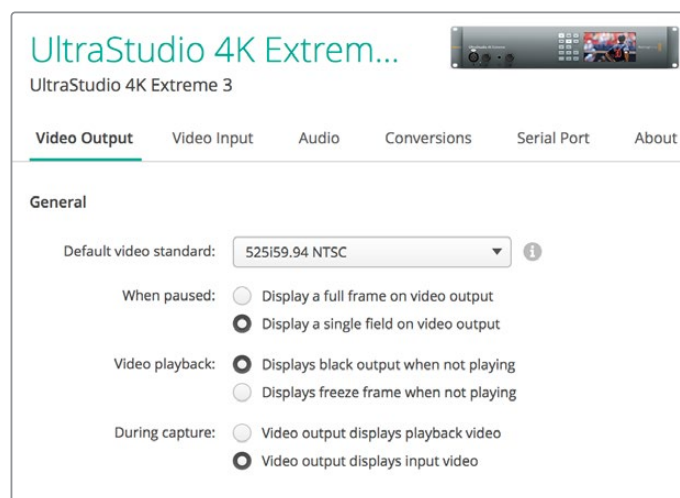 UltraStudio 4K Extrem...
UltraStudio 4K Extreme 3
Video Output Video Input Audio Conversions Serial Port About
General
Default video standard: 525i59.94 NTSC
When paused: Display a full frame on video output
Display a single field on video output
Video playback: Displays black output when not playing
Displays freeze frame when not playing
During capture: Video output displays playback video
Video output displays input video